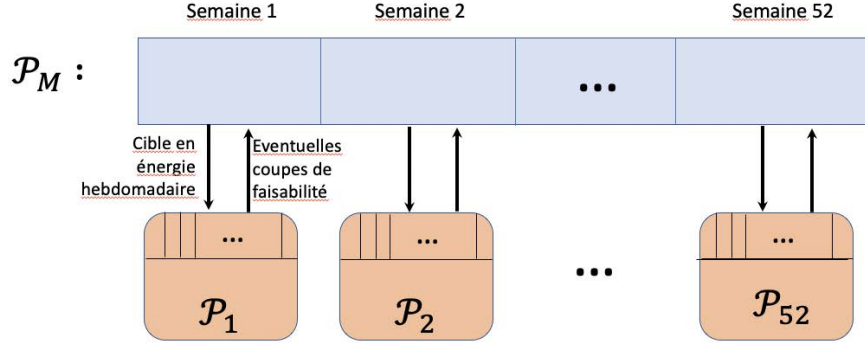 Semaine 1
Semaine 2
Semaine 52
𝒫_M :
...
Cible en
énergie
hebdomadaire
Eventuelles
coupes de
faisabilité
...
...
...
...
𝒫_1
𝒫_2
𝒫_52